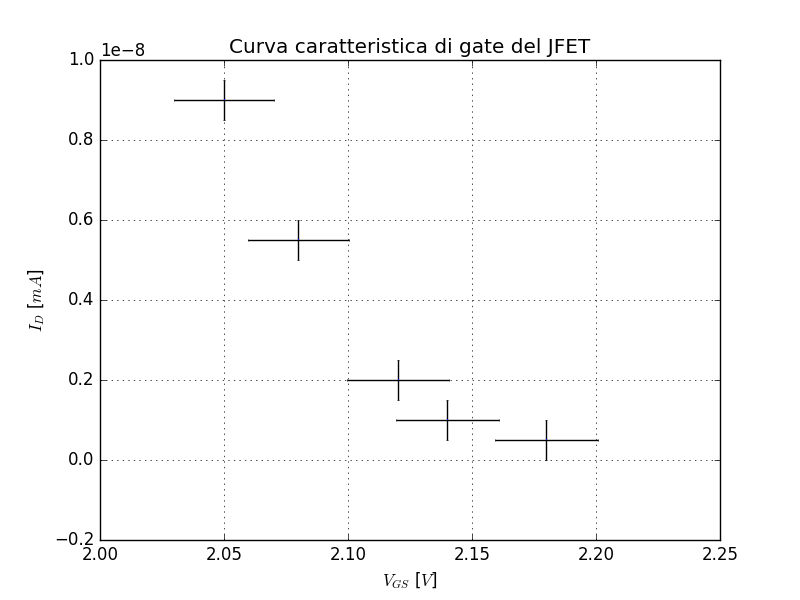 Curva caratteristica di gate del JFET
1e−8
1.0
0.8
0.6
0.4
0.2
0.0
−0.2
I_D [mA]
2.00 2.05 2.10 2.15 2.20 2.25
V_GS [V]